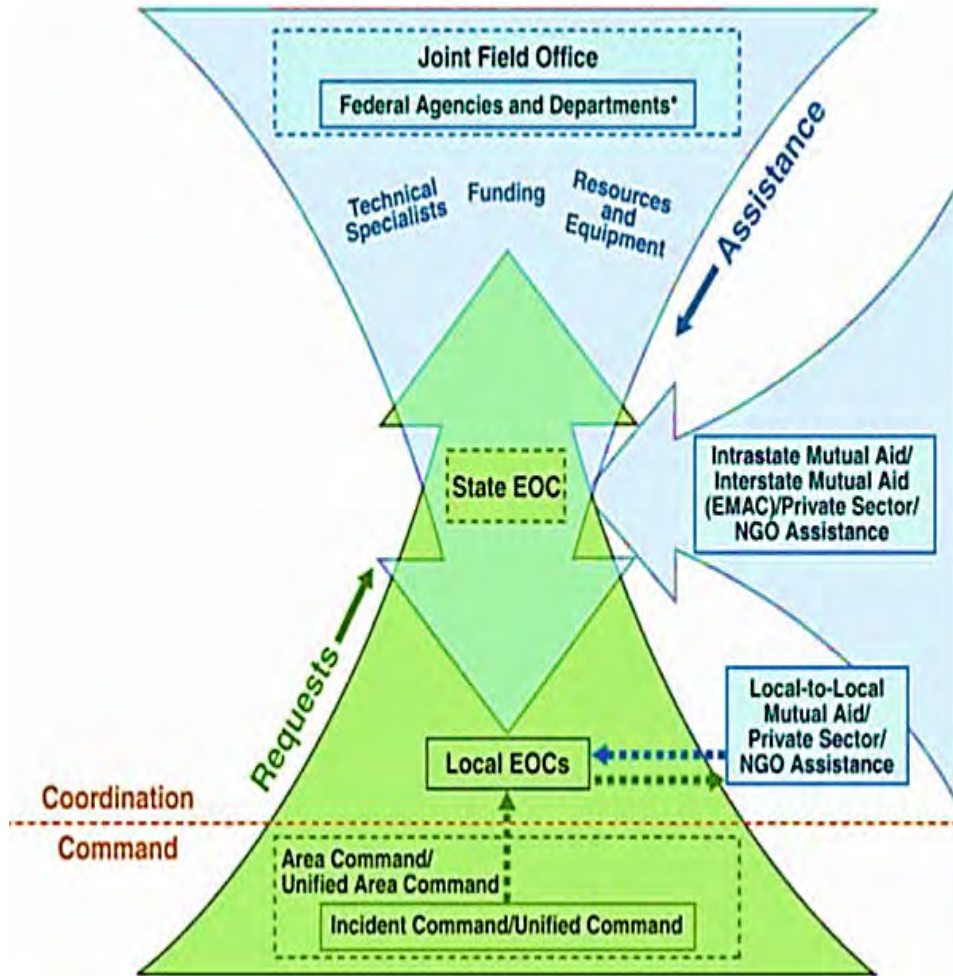 Joint Field Office
Federal Agencies and Departments*
Technical
Specialists
Funding
Resources
and
Equipment
Assistance
State EOC
Intrastate Mutual Aid/
Interstate Mutual Aid
(EMAC)/Private Sector/
NGO Assistance
Requests
Local-to-Local
Mutual Aid/
Private Sector/
NGO Assistance
Local EOCs
Coordination
Command
Area Command/
Unified Area Command
Incident Command/Unified Command